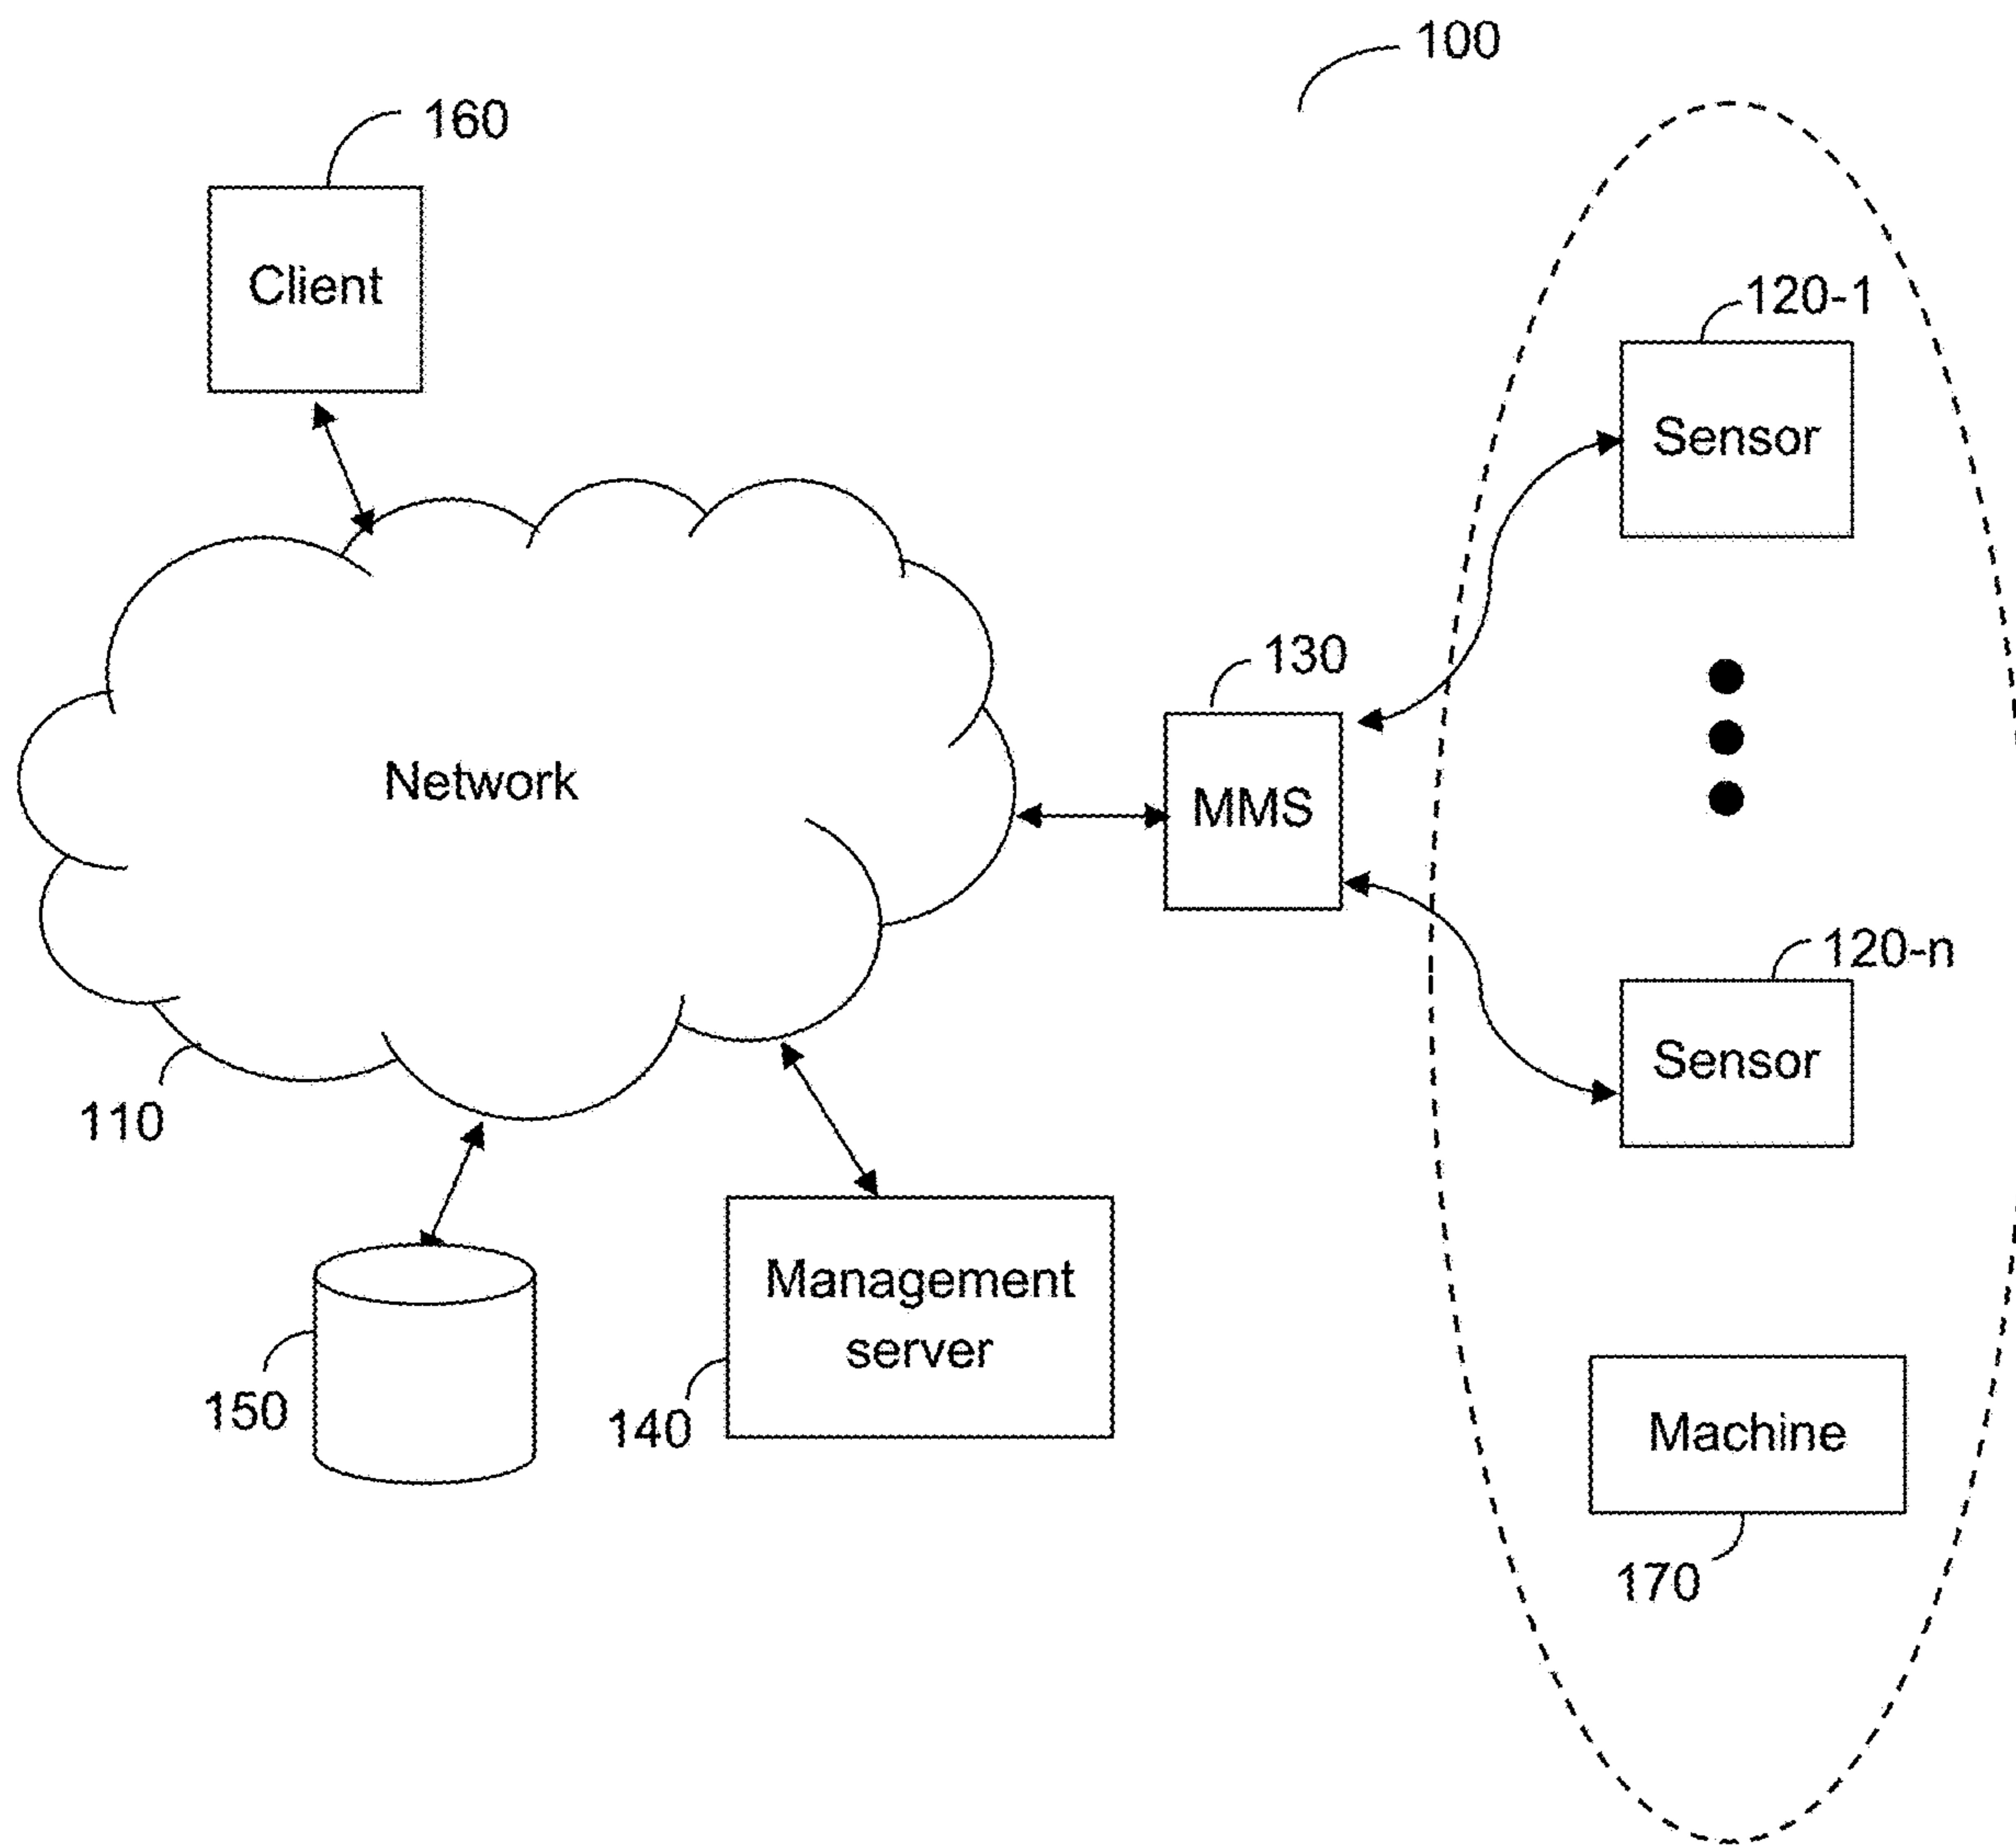 100
160
Client
120-1
Sensor
130
Network
MMS
120-n
Sensor
110
Management
server
150
140
Machine
170